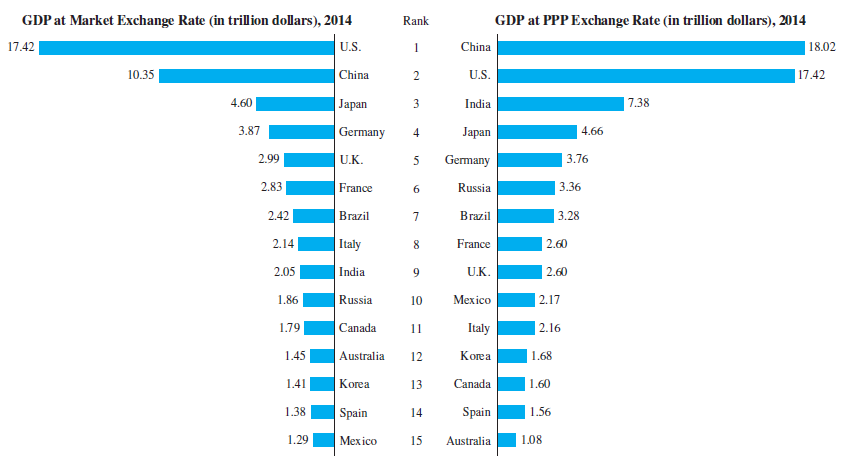 GDP at Market Exchange Rate (in trillion dollars), 2014 Rank GDP at PPP Exchange Rate (in trillion dollars), 2014
17.42 U.S. 1 China 18.02
10.35 China 2 U.S. 17.42
4.60 Japan 3 India 7.38
3.87 Germany 4 Japan 4.66
2.99 U.K. 5 Germany 3.76
2.83 France 6 Russia 3.36
2.42 Brazil 7 Brazil 3.28
2.14 Italy 8 France 2.60
2.05 India 9 U.K. 2.60
1.86 Russia 10 Mexico 2.17
1.79 Canada 11 Italy 2.16
1.45 Australia 12 Korea 1.68
1.41 Korea 13 Canada 1.60
1.38 Spain 14 Spain 1.56
1.29 Mexico 15 Australia 1.08